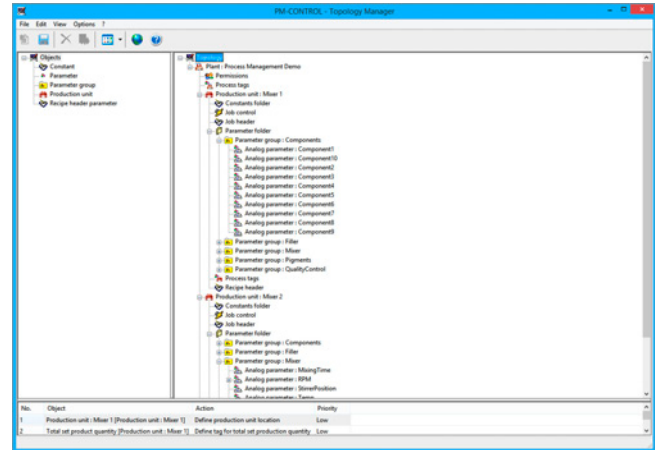 PM-CONTROL - Topology Manager
File Edit View Options ?
Objects
Constant
Parameter
Parameter group
Production unit
Recipe header parameter
Topology
Plant : Process Management Demo
Permissions
Process tags
Production unit : Mixer 1
Constants folder
Job control
Job header
Parameter folder
Parameter group : Components
Analog parameter : Component1
Analog parameter : Component10
Analog parameter : Component2
Analog parameter : Component3
Analog parameter : Component4
Analog parameter : Component5
Analog parameter : Component6
Analog parameter : Component7
Analog parameter : Component8
Analog parameter : Component9
Parameter group : Filler
Parameter group : Mixer
Parameter group : Pigments
Parameter group : QualityControl
Process tags
Recipe header
Production unit : Mixer 2
Constants folder
Job control
Job header
Parameter folder
Parameter group : Components
Parameter group : Filler
Parameter group : Mixer
Analog parameter : MixingTime
Analog parameter : RPM
Analog parameter : StirrerPosition
Analog parameter : Temp
No. Object Action Priority
1 Production unit : Mixer 1 [Production unit : Mixer 1] Define production unit location Low
2 Total set product quantity [Production unit : Mixer 1] Define tag for total set production quantity Low